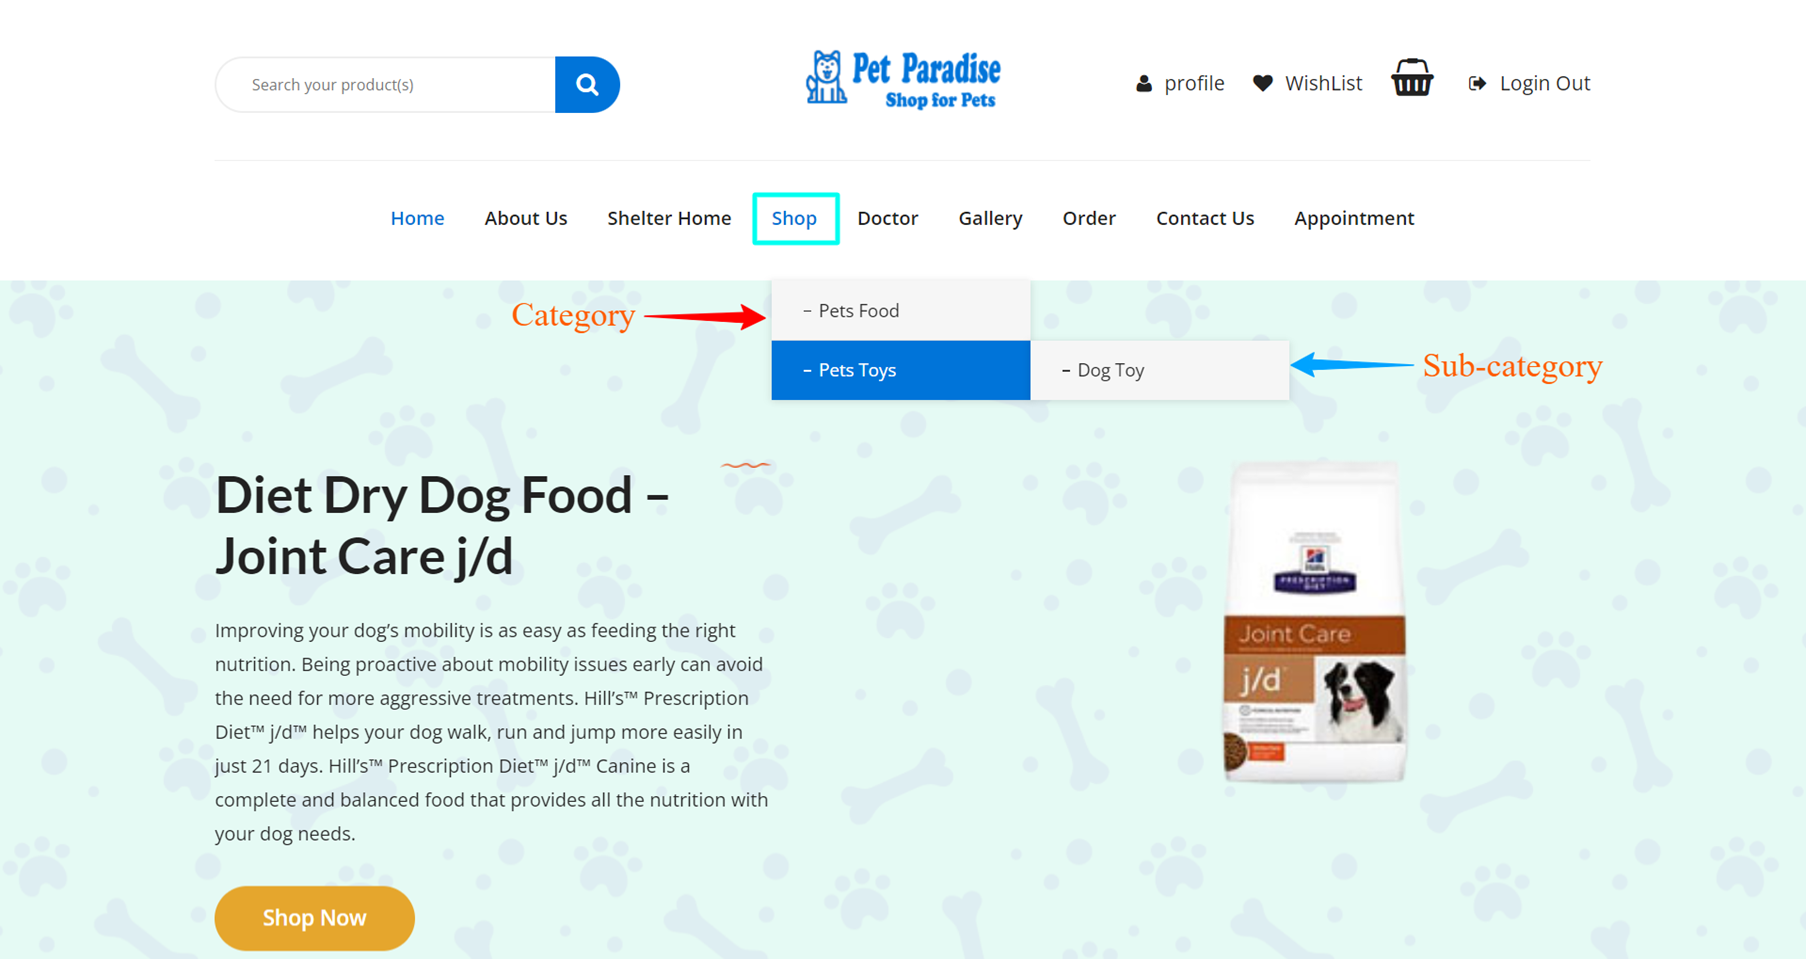 Search your product(s)
Pet Paradise
Shop for Pets
profile
WishList
Login Out
Home
About Us
Shelter Home
Shop
Doctor
Gallery
Order
Contact Us
Appointment
Category
– Pets Food
– Pets Toys
– Dog Toy
Sub-category
Diet Dry Dog Food –
Joint Care j/d
Improving your dog’s mobility is as easy as feeding the right
nutrition. Being proactive about mobility issues early can avoid
the need for more aggressive treatments. Hill’s™ Prescription
Diet™ j/d™ helps your dog walk, run and jump more easily in
just 21 days. Hill’s™ Prescription Diet™ j/d™ Canine is a
complete and balanced food that provides all the nutrition with
your dog needs.
Shop Now
PRESCRIPTION DIET
Joint Care
j/d™